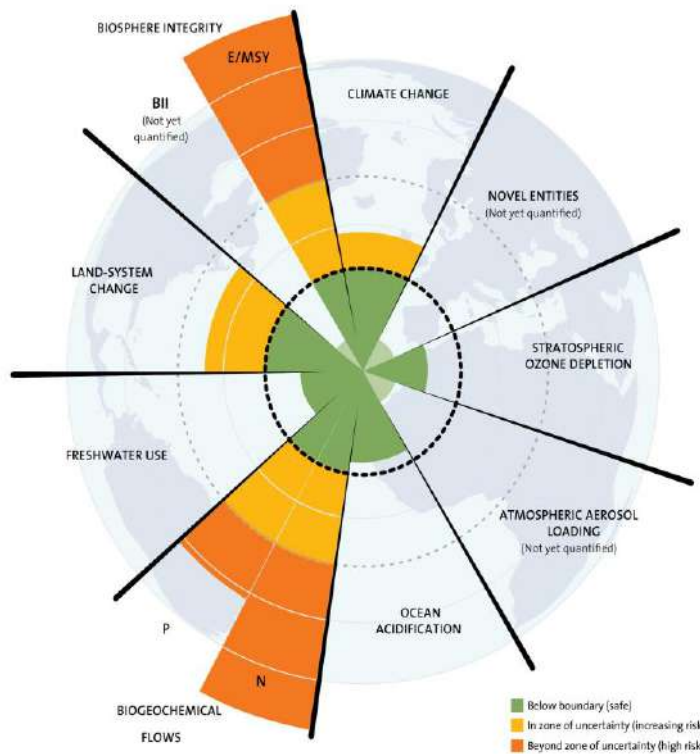 BIOSPHERE INTEGRITY
E/MSY
CLIMATE CHANGE
BII
(Not yet
quantified)
NOVEL ENTITIES
(Not yet quantified)
LAND-SYSTEM
CHANGE
STRATOSPHERIC
OZONE DEPLETION
FRESHWATER USE
ATMOSPHERIC AEROSOL
LOADING
(Not yet quantified)
OCEAN
ACIDIFICATION
P
N
BIOGEOCHEMICAL
FLOWS
Below boundary (safe)
In zone of uncertainty (increasing risk
Beyond zone of uncertainty (high risk